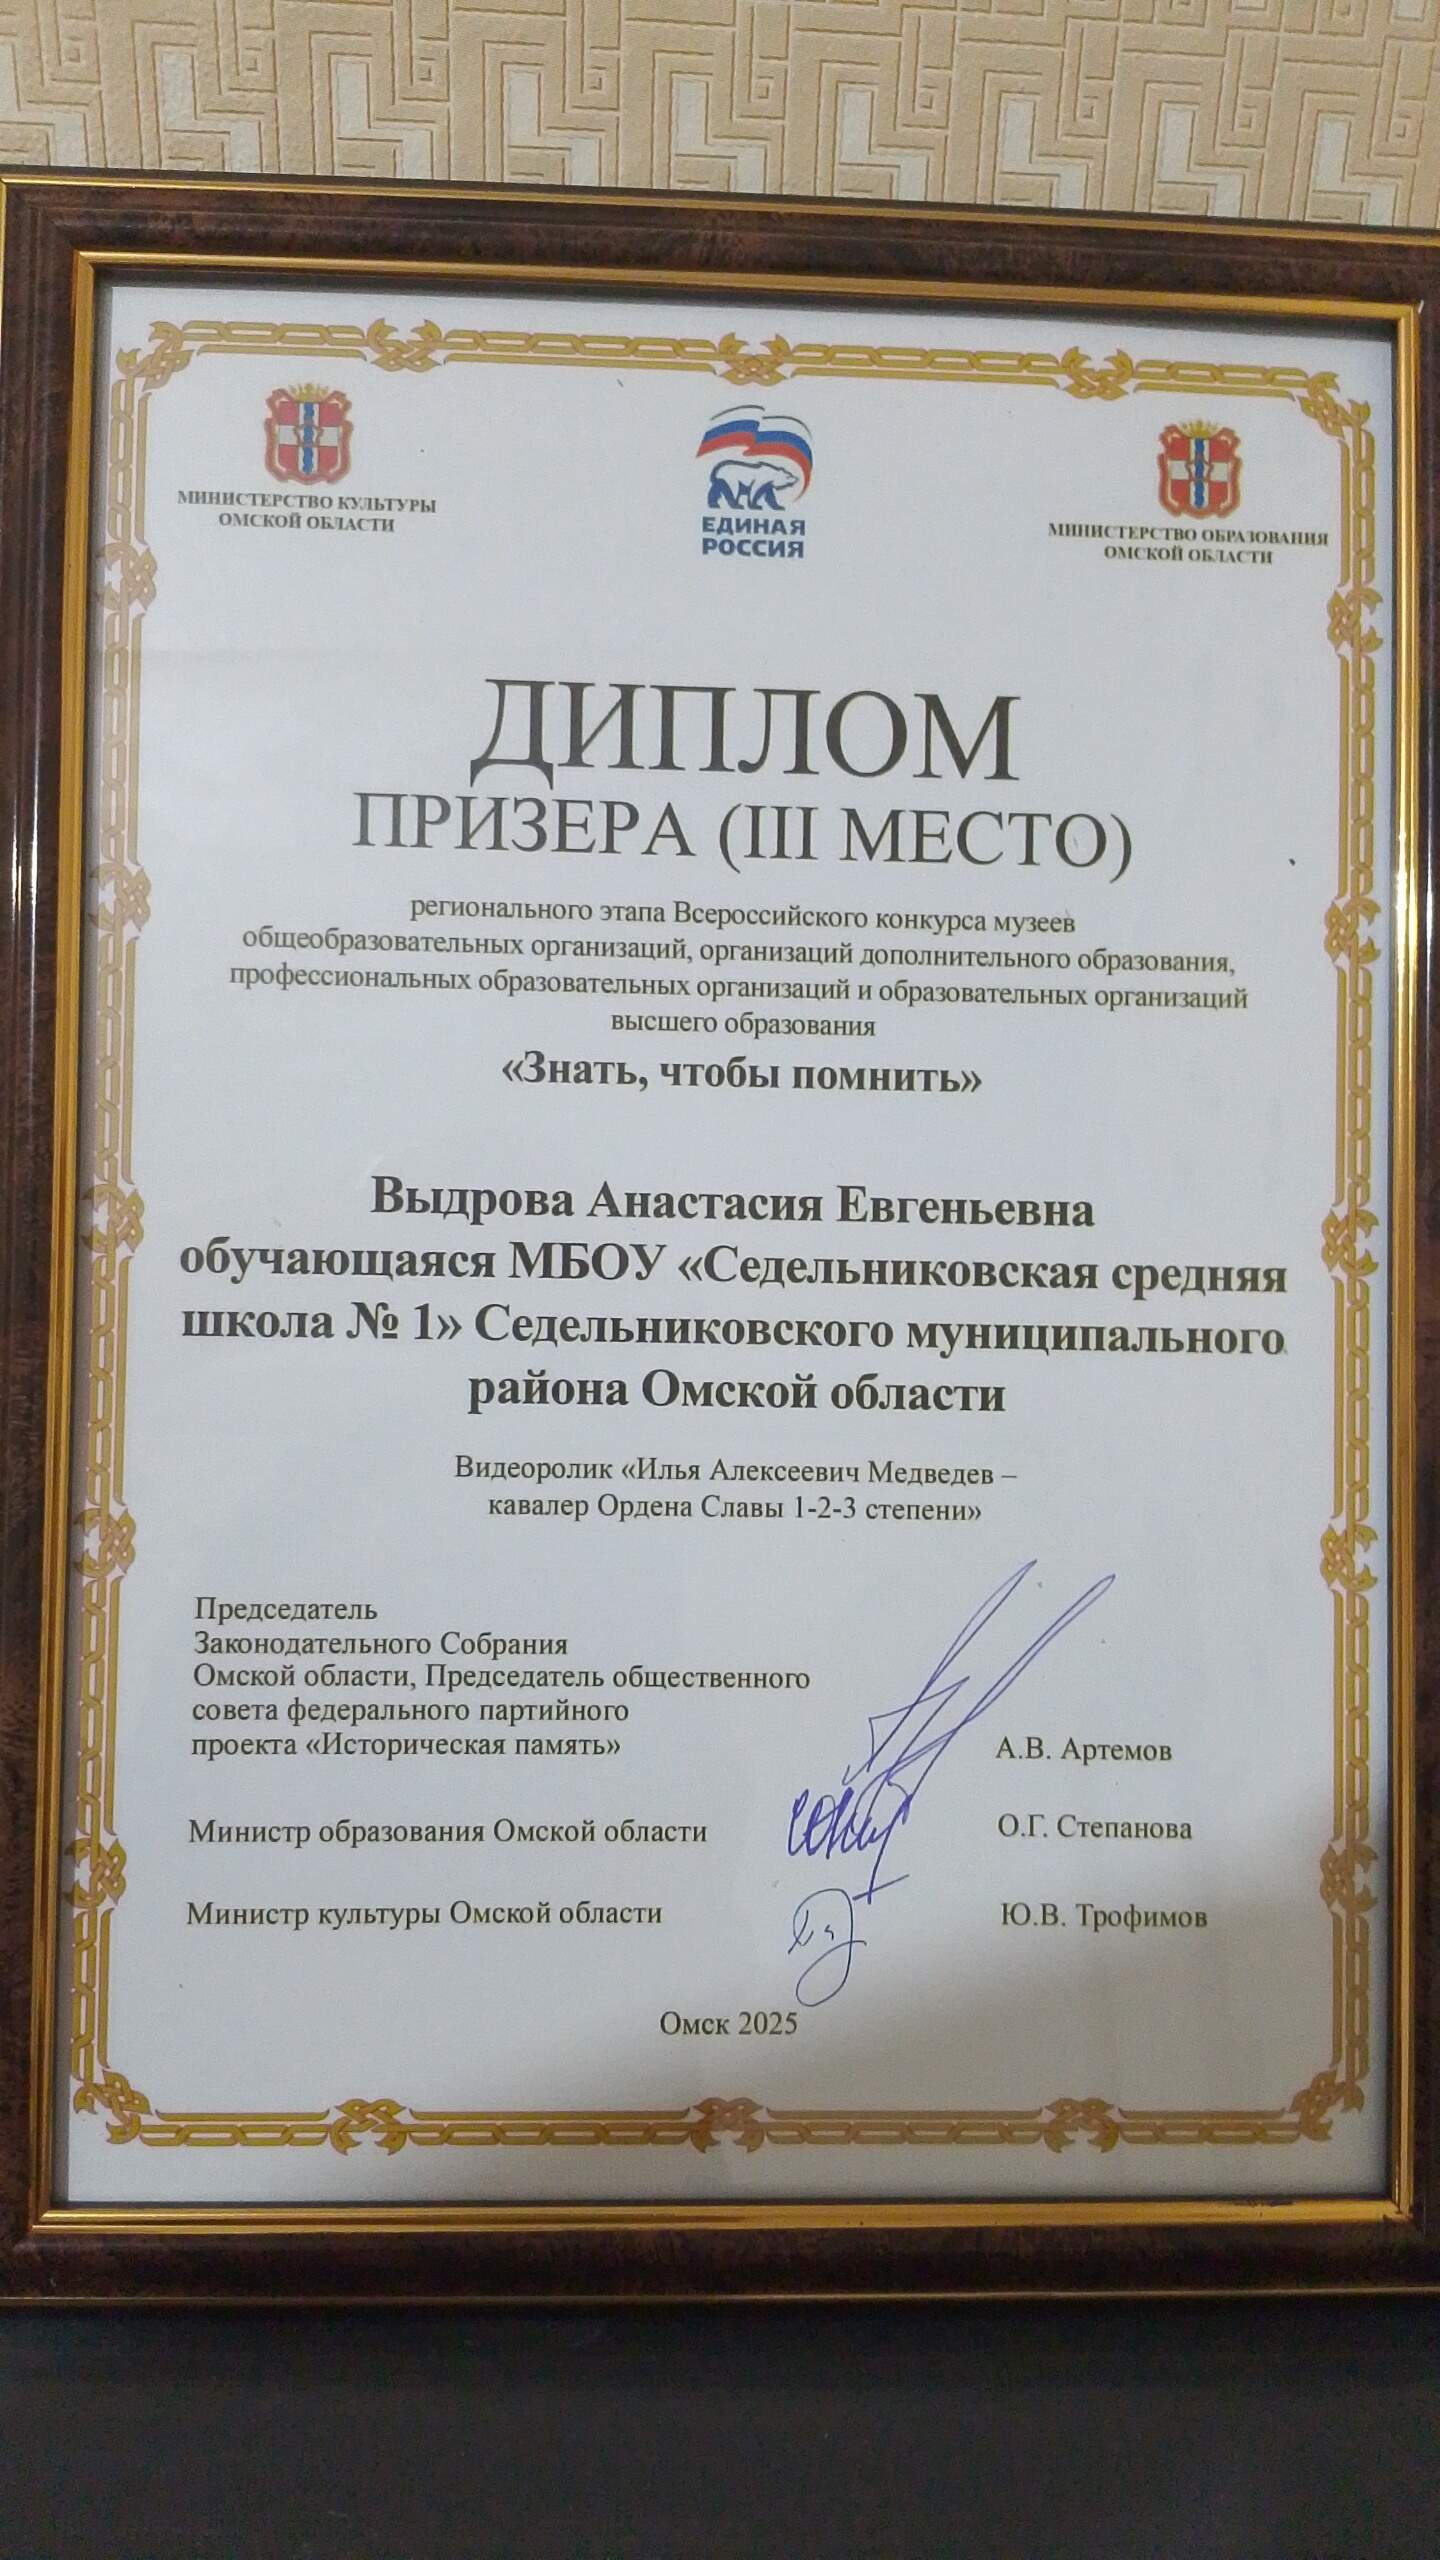 МИНИСТЕРСТВО КУЛЬТУРЫ
ОМСКОЙ ОБЛАСТИ
ЕДИНАЯ
РОССИЯ
МИНИСТЕРСТВО ОБРАЗОВАНИЯ
ОМСКОЙ ОБЛАСТИ
ДИПЛОМ
ПРИЗЕРА (III МЕСТО)
регионального этапа Всероссийского конкурса музеев
общеобразовательных организаций, организаций дополнительного образования,
профессиональных образовательных организаций и образовательных организаций
высшего образования
«Знать, чтобы помнить»
Выдрова Анастасия Евгеньевна
обучающаяся МБОУ «Седельниковская средняя
школа № 1» Седельниковского муниципального
района Омской области
Видеоролик «Илья Алексеевич Медведев –
кавалер Ордена Славы 1-2-3 степени»
Председатель
Законодательного Собрания
Омской области, Председатель общественного
совета федерального партийного
проекта «Историческая память»
А.В. Артемов
Министр образования Омской области
О.Г. Степанова
Министр культуры Омской области
Ю.В. Трофимов
Омск 2025